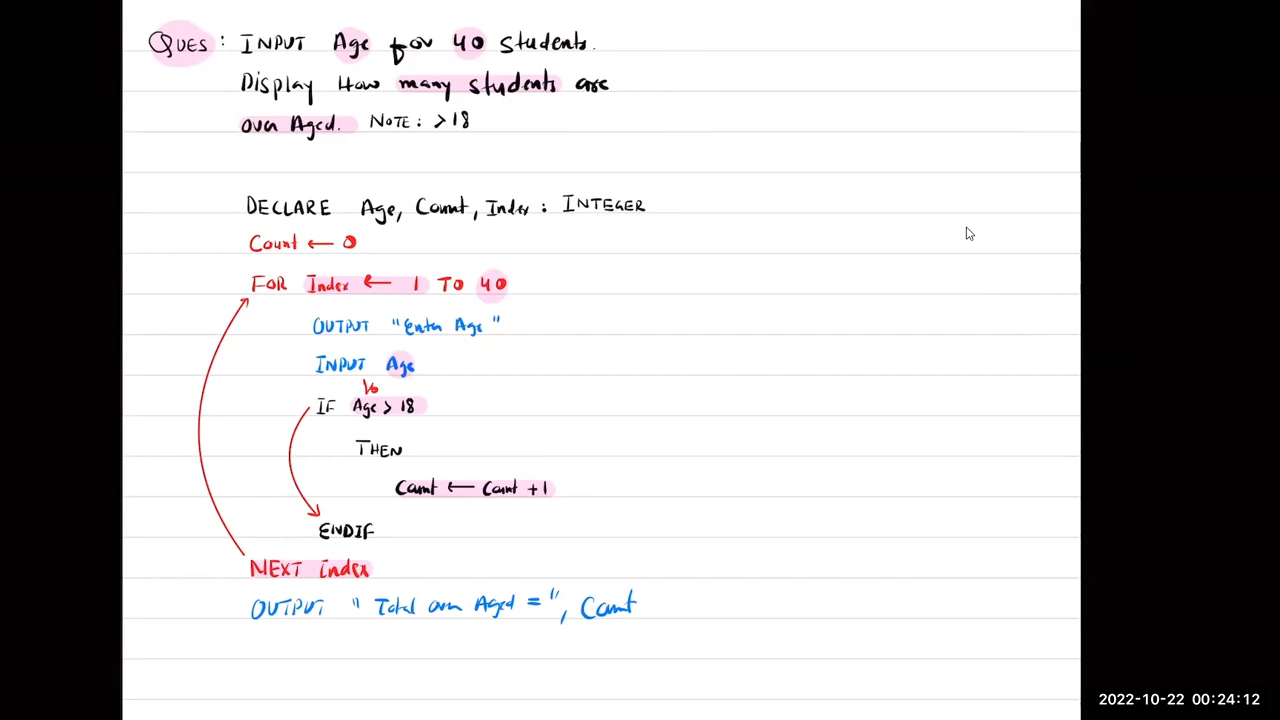 QUES : INPUT Age for 40 Students.
Display How many students are
over Aged. NOTE : > 18
DECLARE Age, Count, Index : INTEGER
Count ← 0
FOR Index ← 1 TO 40
OUTPUT "Enter Age"
INPUT Age
16
IF Age > 18
THEN
Count ← Count + 1
ENDIF
NEXT Index
OUTPUT "Total over Aged = ", Count
2022-10-22 00:24:12